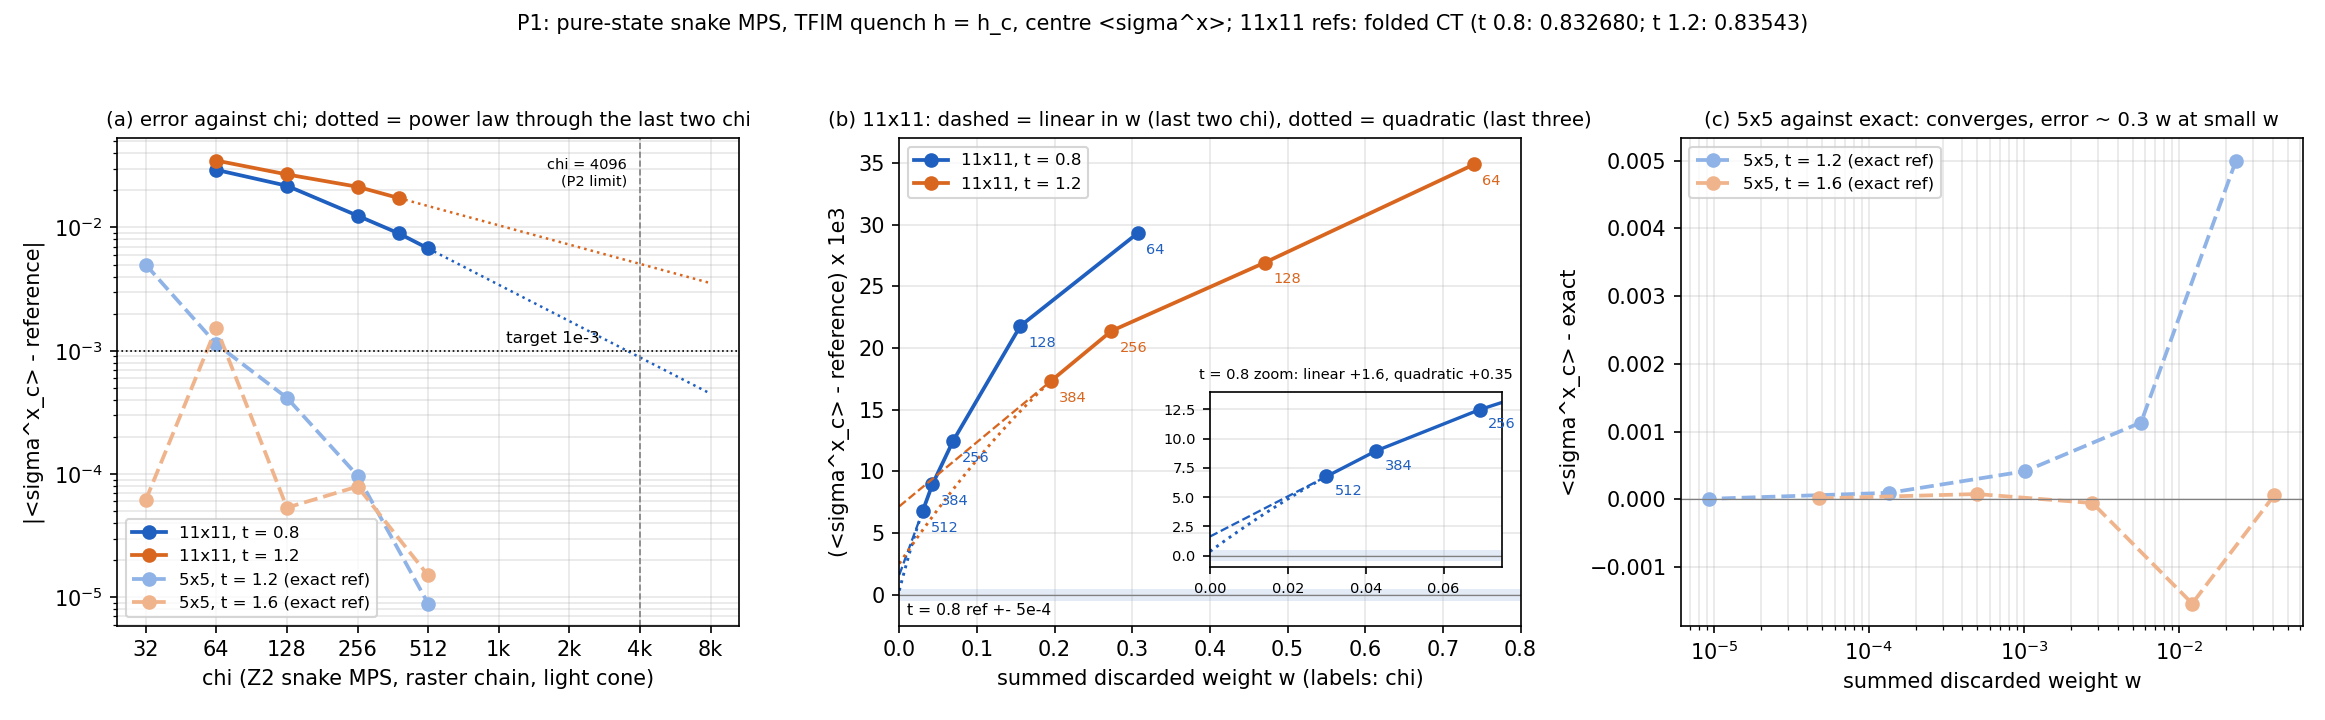 P1: pure-state snake MPS, TFIM quench h = h_c, centre <sigma^x>; 11x11 refs: folded CT (t 0.8: 0.832680; t 1.2: 0.83543)
(a) error against chi; dotted = power law through the last two chi
|<sigma^x_c> - reference|
10⁻²
10⁻³
10⁻⁴
10⁻⁵
chi = 4096
(P2 limit)
target 1e-3
11x11, t = 0.8
11x11, t = 1.2
5x5, t = 1.2 (exact ref)
5x5, t = 1.6 (exact ref)
32 64 128 256 512 1k 2k 4k 8k
chi (Z2 snake MPS, raster chain, light cone)
(b) 11x11: dashed = linear in w (last two chi), dotted = quadratic (last three)
(<sigma^x_c> - reference) x 1e3
35
30
25
20
15
10
5
0
11x11, t = 0.8
11x11, t = 1.2
64
128
256
384
512
64
128
256
384
t = 0.8 zoom: linear +1.6, quadratic +0.35
12.5
10.0
7.5
5.0
2.5
0.0
256
384
512
0.00 0.02 0.04 0.06
t = 0.8 ref +- 5e-4
0.0 0.1 0.2 0.3 0.4 0.5 0.6 0.7 0.8
summed discarded weight w (labels: chi)
(c) 5x5 against exact: converges, error ~ 0.3 w at small w
<sigma^x_c> - exact
0.005
0.004
0.003
0.002
0.001
0.000
−0.001
5x5, t = 1.2 (exact ref)
5x5, t = 1.6 (exact ref)
10⁻⁵ 10⁻⁴ 10⁻³ 10⁻²
summed discarded weight w